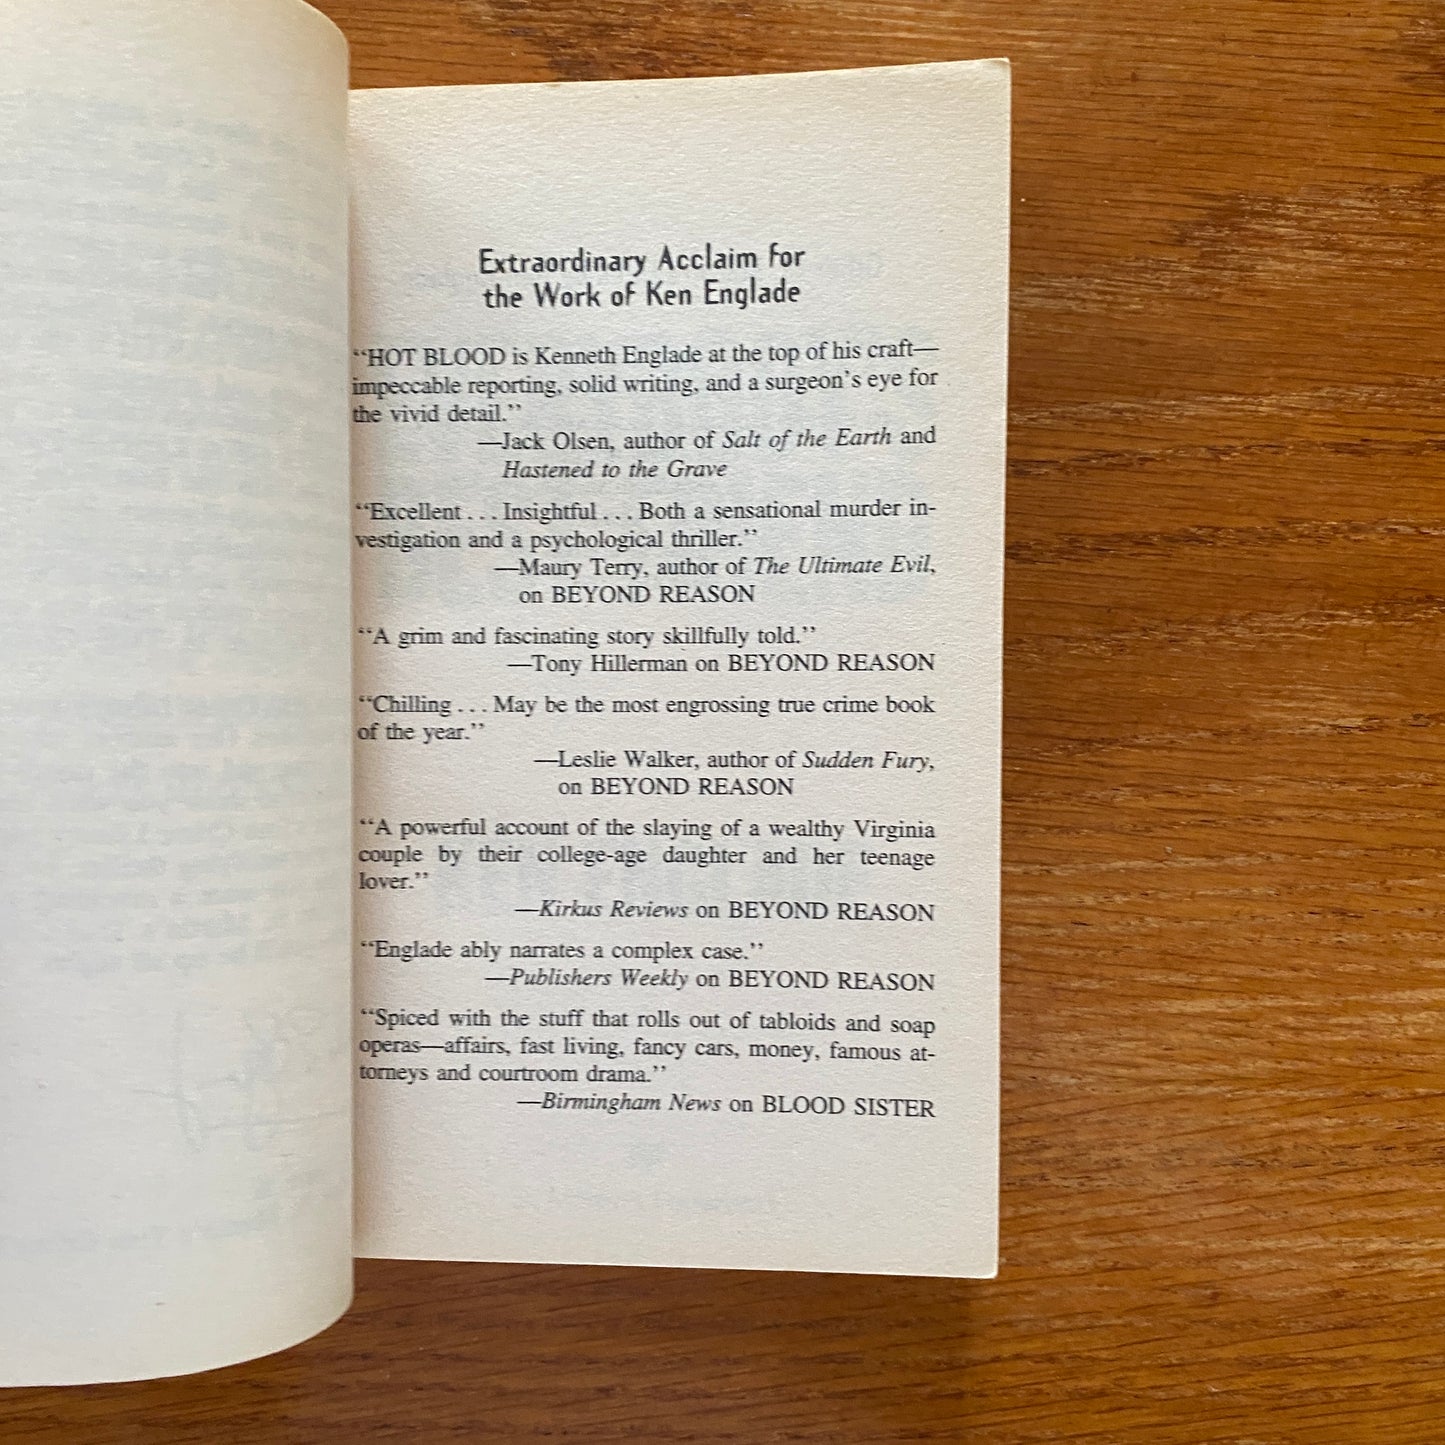 Extraordinary Acclaim for
the Work of Ken Englade
“HOT BLOOD is Kenneth Englade at the top of his craft—
impeccable reporting, solid writing, and a surgeon’s eye for
the vivid detail.”
—Jack Olsen, author of Salt of the Earth and
Hastened to the Grave
“Excellent . . . Insightful . . . Both a sensational murder in-
vestigation and a psychological thriller.”
—Maury Terry, author of The Ultimate Evil,
on BEYOND REASON
“A grim and fascinating story skillfully told.”
—Tony Hillerman on BEYOND REASON
“Chilling . . . May be the most engrossing true crime book
of the year.”
—Leslie Walker, author of Sudden Fury,
on BEYOND REASON
“A powerful account of the slaying of a wealthy Virginia
couple by their college-age daughter and her teenage
lover.”
—Kirkus Reviews on BEYOND REASON
“Englade ably narrates a complex case.”
—Publishers Weekly on BEYOND REASON
“Spiced with the stuff that rolls out of tabloids and soap
operas—affairs, fast living, fancy cars, money, famous at-
torneys and courtroom drama.”
—Birmingham News on BLOOD SISTER